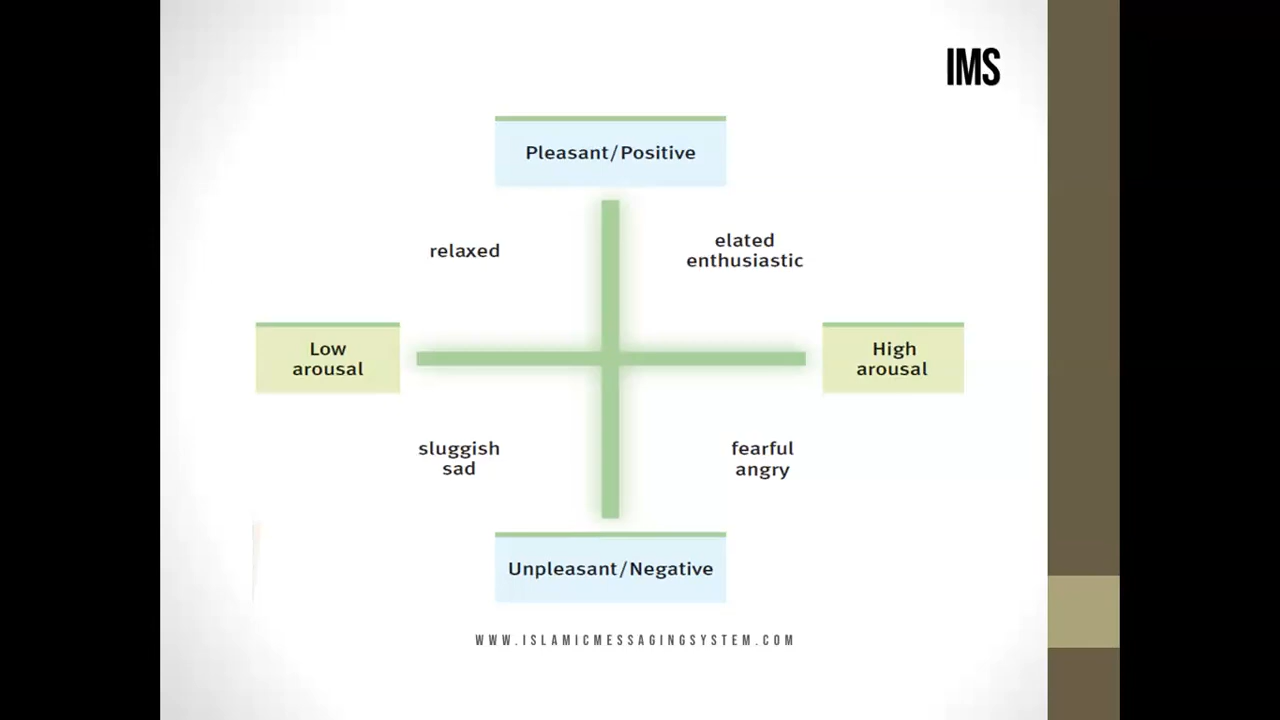 IMS
Pleasant/Positive
relaxed
elated
enthusiastic
Low
arousal
High
arousal
sluggish
sad
fearful
angry
Unpleasant/Negative
WWW.ISLAMICMESSAGINGSYSTEM.COM